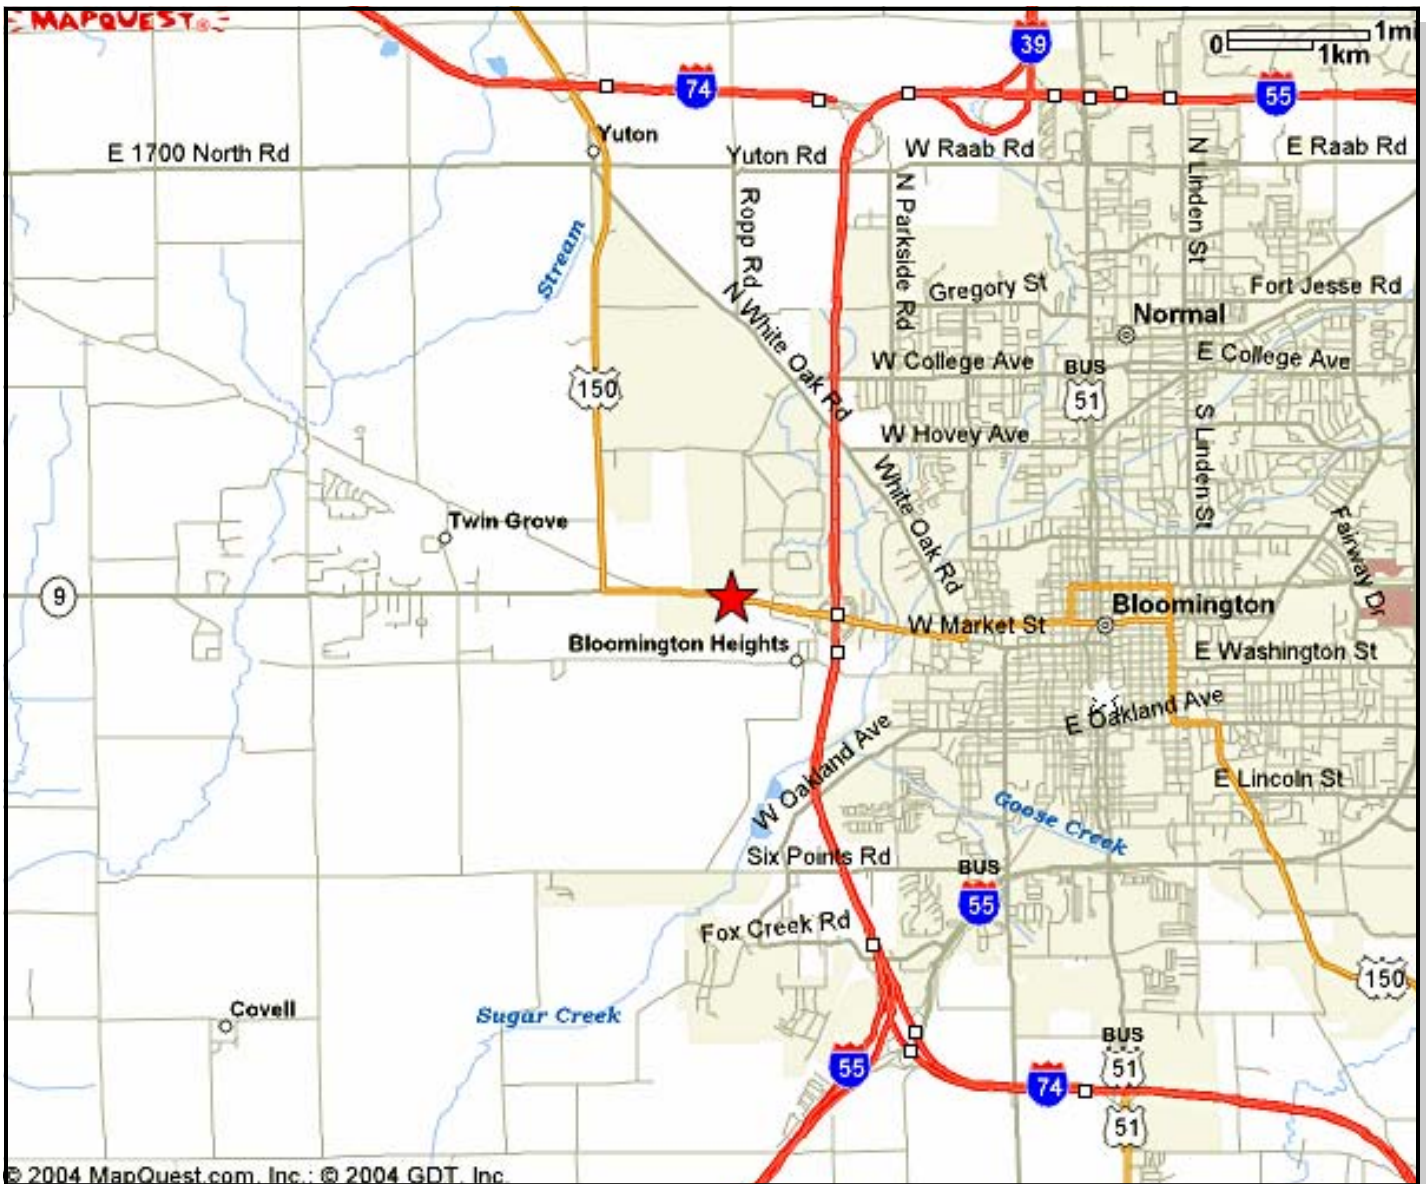 MAPQUEST®
39
1mi
0
1km
74
55
Yuton
E 1700 North Rd
Yuton Rd
W Raab Rd
E Raab Rd
N Linden St
Ropp Rd
N Parkside Rd
Stream
Gregory St
Fort Jesse Rd
N White Oak Rd
Normal
W College Ave
E College Ave
BUS
51
150
W Hovey Ave
S Linden St
White Oak Rd
Twin Grove
Fairway Dr
9
Bloomington
W Market St
Bloomington Heights
E Washington St
E Oakland Ave
W Oakland Ave
E Lincoln St
Goose Creek
Six Points Rd
BUS
55
Fox Creek Rd
150
Covell
Sugar Creek
BUS
51
55
74
51
© 2004 MapQuest.com, Inc.; © 2004 GDT, Inc.